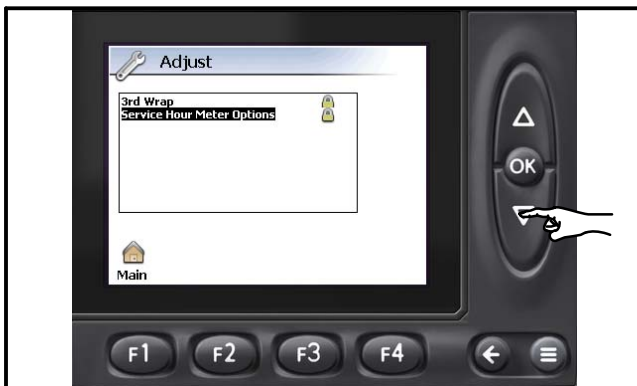 Adjust
3rd Wrap
Service Hour Meter Options
Main
OK
F1 F2 F3 F4